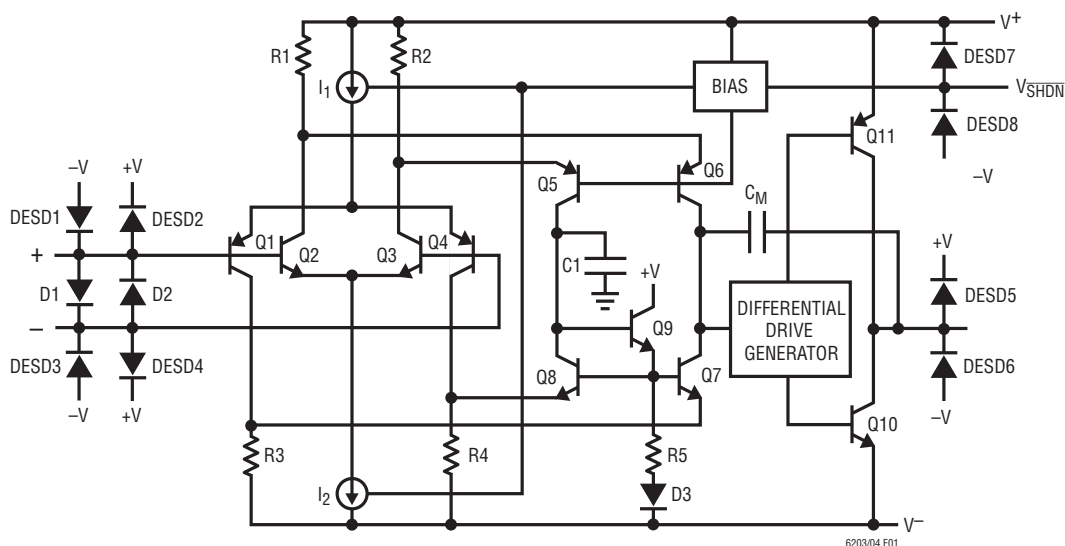 V+
R1
R2
DESD7
I1
BIAS
VSHDN
DESD8
Q11
–V
+V
–V
Q5
Q6
CM
DESD1
DESD2
+V
+
Q1
Q2
Q3
Q4
C1
+V
D1
D2
DESD5
DIFFERENTIAL
DRIVE
GENERATOR
–
Q9
DESD3
DESD4
Q8
Q7
DESD6
–V
+V
–V
Q10
R3
R4
R5
I2
D3
V–
6203/04 F01